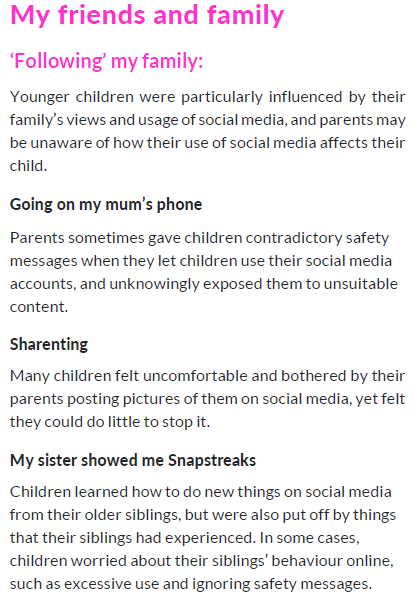 My friends and family
‘Following’ my family:
Younger children were particularly influenced by their
family’s views and usage of social media, and parents may
be unaware of how their use of social media affects their
child.
Going on my mum’s phone
Parents sometimes gave children contradictory safety
messages when they let children use their social media
accounts, and unknowingly exposed them to unsuitable
content.
Sharenting
Many children felt uncomfortable and bothered by their
parents posting pictures of them on social media, yet felt
they could do little to stop it.
My sister showed me Snapstreaks
Children learned how to do new things on social media
from their older siblings, but were also put off by things
that their siblings had experienced. In some cases,
children worried about their siblings’ behaviour online,
such as excessive use and ignoring safety messages.